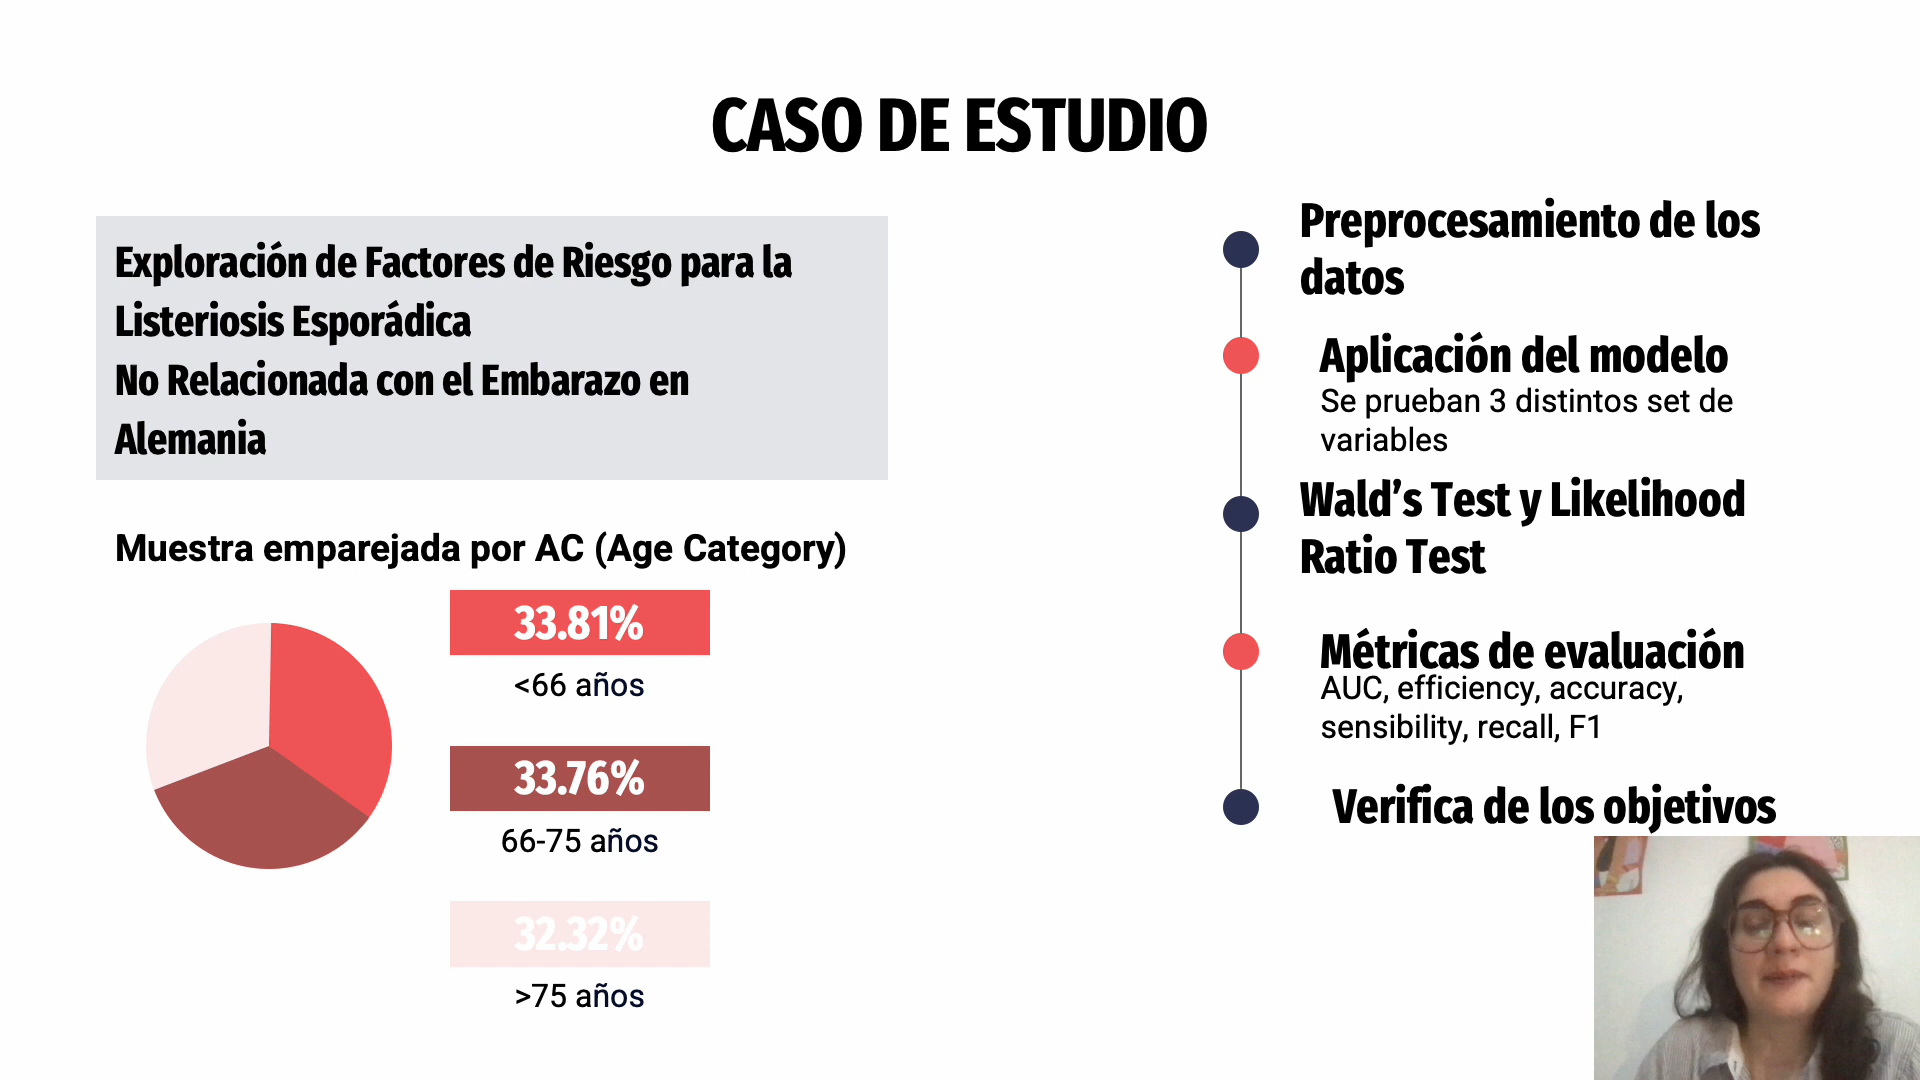 CASO DE ESTUDIO
Exploración de Factores de Riesgo para la
Listeriosis Esporádica
No Relacionada con el Embarazo en
Alemania
Muestra emparejada por AC (Age Category)
33.81%
<66 años
33.76%
66-75 años
32.32%
>75 años
Preprocesamiento de los
datos
Aplicación del modelo
Se prueban 3 distintos set de
variables
Wald’s Test y Likelihood
Ratio Test
Métricas de evaluación
AUC, efficiency, accuracy,
sensibility, recall, F1
Verifica de los objetivos